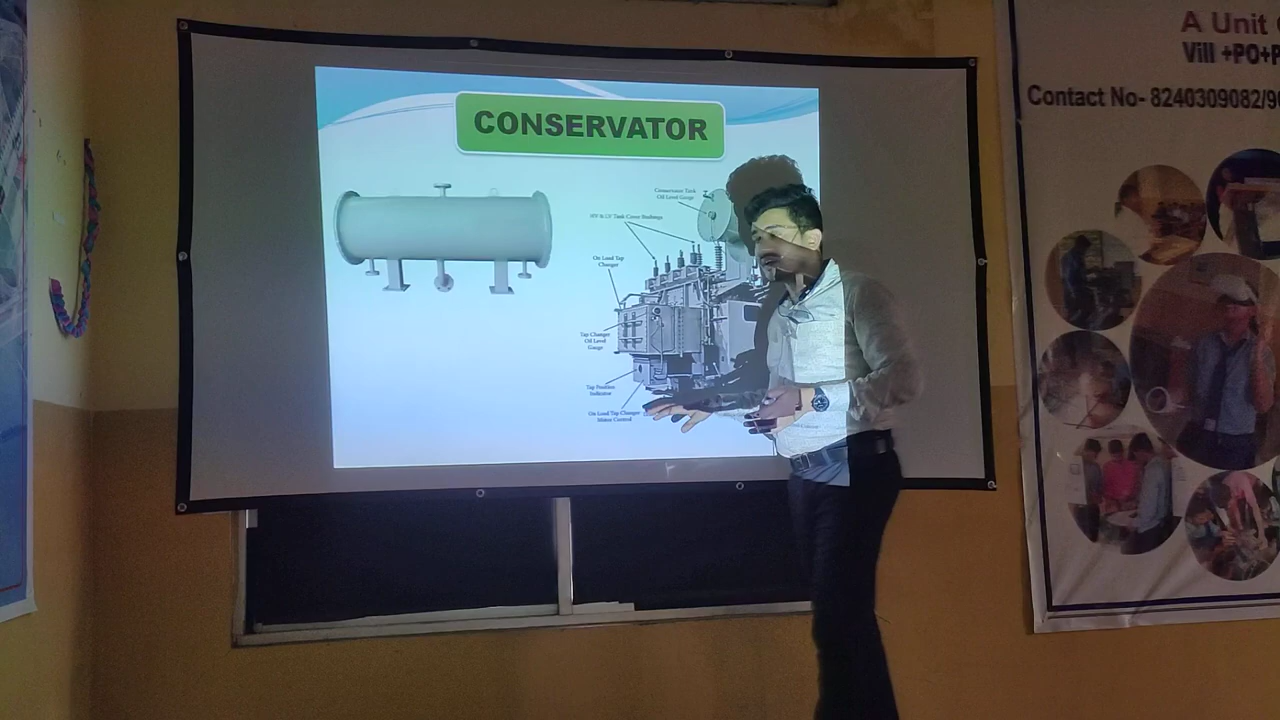 CONSERVATOR
Conservator Tank
Oil Level Gauge
HV & LV Tank Cover Bushings
On Load Tap
Changer
Tap Changer
Oil Level
Gauge
Tap Position
Indicator
On Load Tap Changer
Motor Control
A Unit
Vill +PO+P
Contact No- 8240309082/9